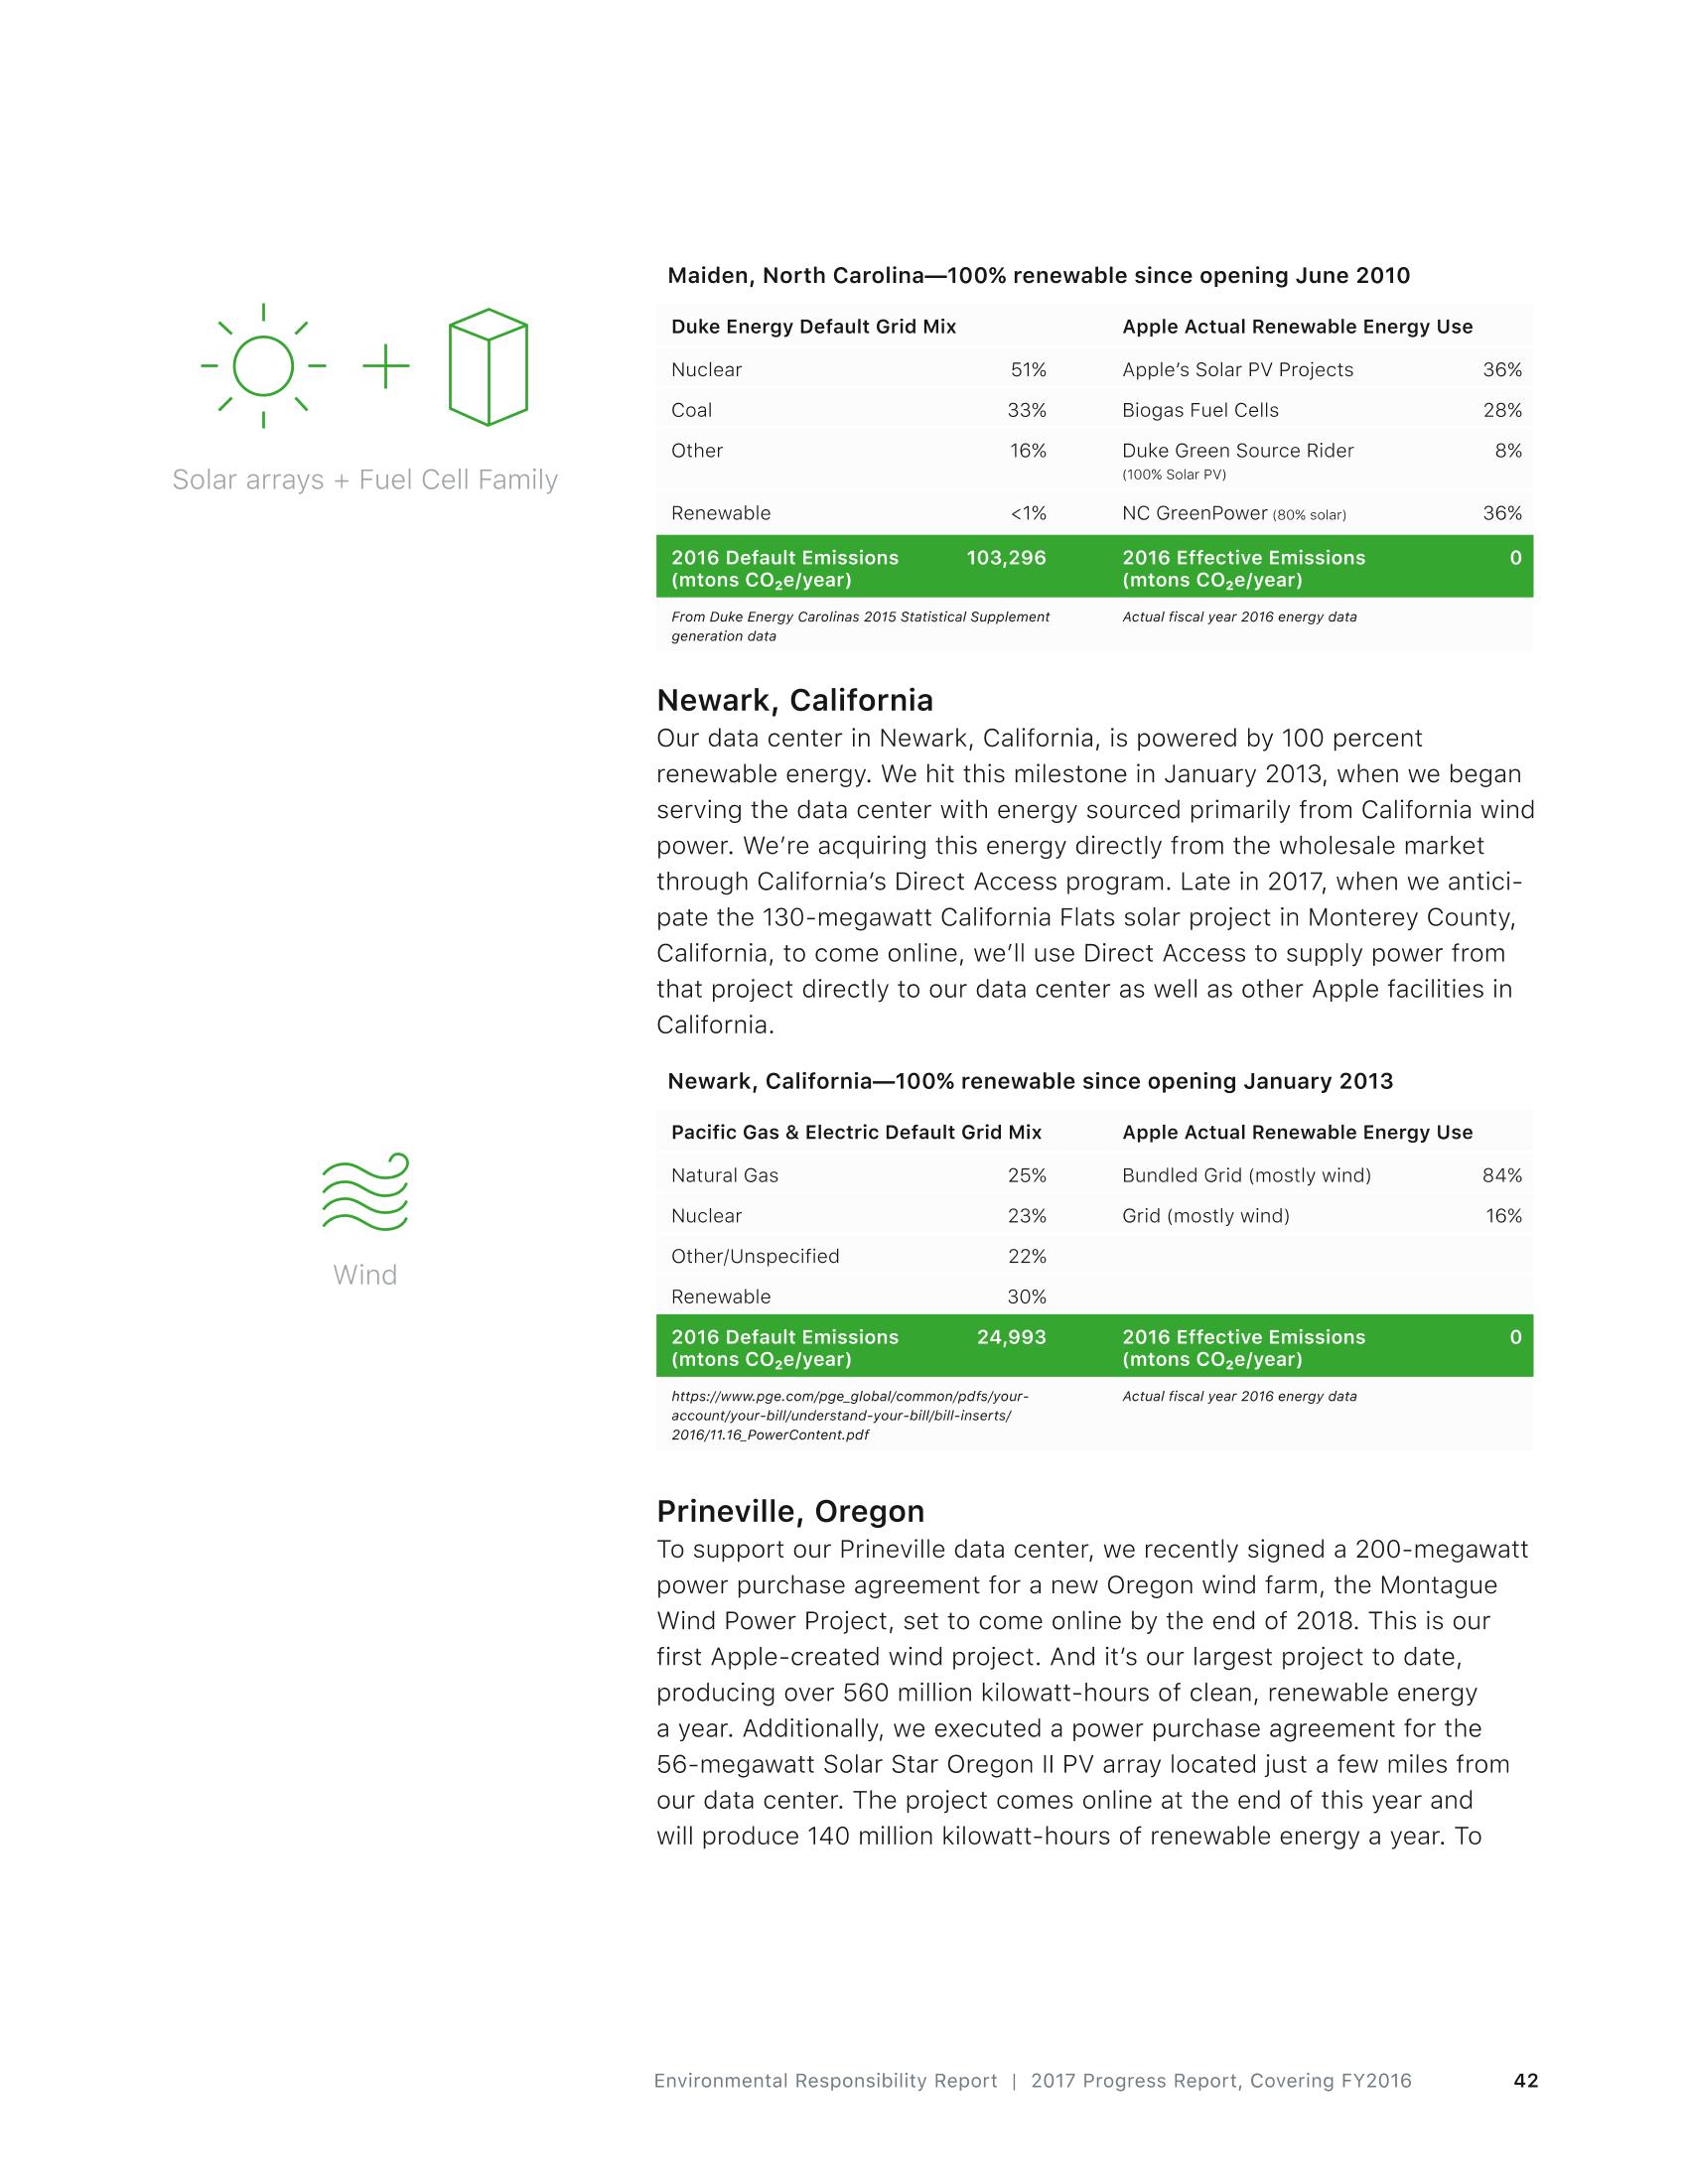 Maiden, North Carolina—100% renewable since opening June 2010
Duke Energy Default Grid Mix Apple Actual Renewable Energy Use
Nuclear 51% Apple’s Solar PV Projects 36%
Coal 33% Biogas Fuel Cells 28%
Other 16% Duke Green Source Rider 8%
(100% Solar PV)
Renewable <1% NC GreenPower (80% solar) 36%
2016 Default Emissions 103,296 2016 Effective Emissions 0
(mtons CO₂e/year) (mtons CO₂e/year)
From Duke Energy Carolinas 2015 Statistical Supplement Actual fiscal year 2016 energy data
generation data
Solar arrays + Fuel Cell Family
Newark, California
Our data center in Newark, California, is powered by 100 percent
renewable energy. We hit this milestone in January 2013, when we began
serving the data center with energy sourced primarily from California wind
power. We’re acquiring this energy directly from the wholesale market
through California’s Direct Access program. Late in 2017, when we antici-
pate the 130-megawatt California Flats solar project in Monterey County,
California, to come online, we’ll use Direct Access to supply power from
that project directly to our data center as well as other Apple facilities in
California.
Newark, California—100% renewable since opening January 2013
Pacific Gas & Electric Default Grid Mix Apple Actual Renewable Energy Use
Natural Gas 25% Bundled Grid (mostly wind) 84%
Nuclear 23% Grid (mostly wind) 16%
Other/Unspecified 22%
Renewable 30%
2016 Default Emissions 24,993 2016 Effective Emissions 0
(mtons CO₂e/year) (mtons CO₂e/year)
https://www.pge.com/pge_global/common/pdfs/your- Actual fiscal year 2016 energy data
account/your-bill/understand-your-bill/bill-inserts/
2016/11.16_PowerContent.pdf
Wind
Prineville, Oregon
To support our Prineville data center, we recently signed a 200-megawatt
power purchase agreement for a new Oregon wind farm, the Montague
Wind Power Project, set to come online by the end of 2018. This is our
first Apple-created wind project. And it’s our largest project to date,
producing over 560 million kilowatt-hours of clean, renewable energy
a year. Additionally, we executed a power purchase agreement for the
56-megawatt Solar Star Oregon II PV array located just a few miles from
our data center. The project comes online at the end of this year and
will produce 140 million kilowatt-hours of renewable energy a year. To
Environmental Responsibility Report | 2017 Progress Report, Covering FY2016 42